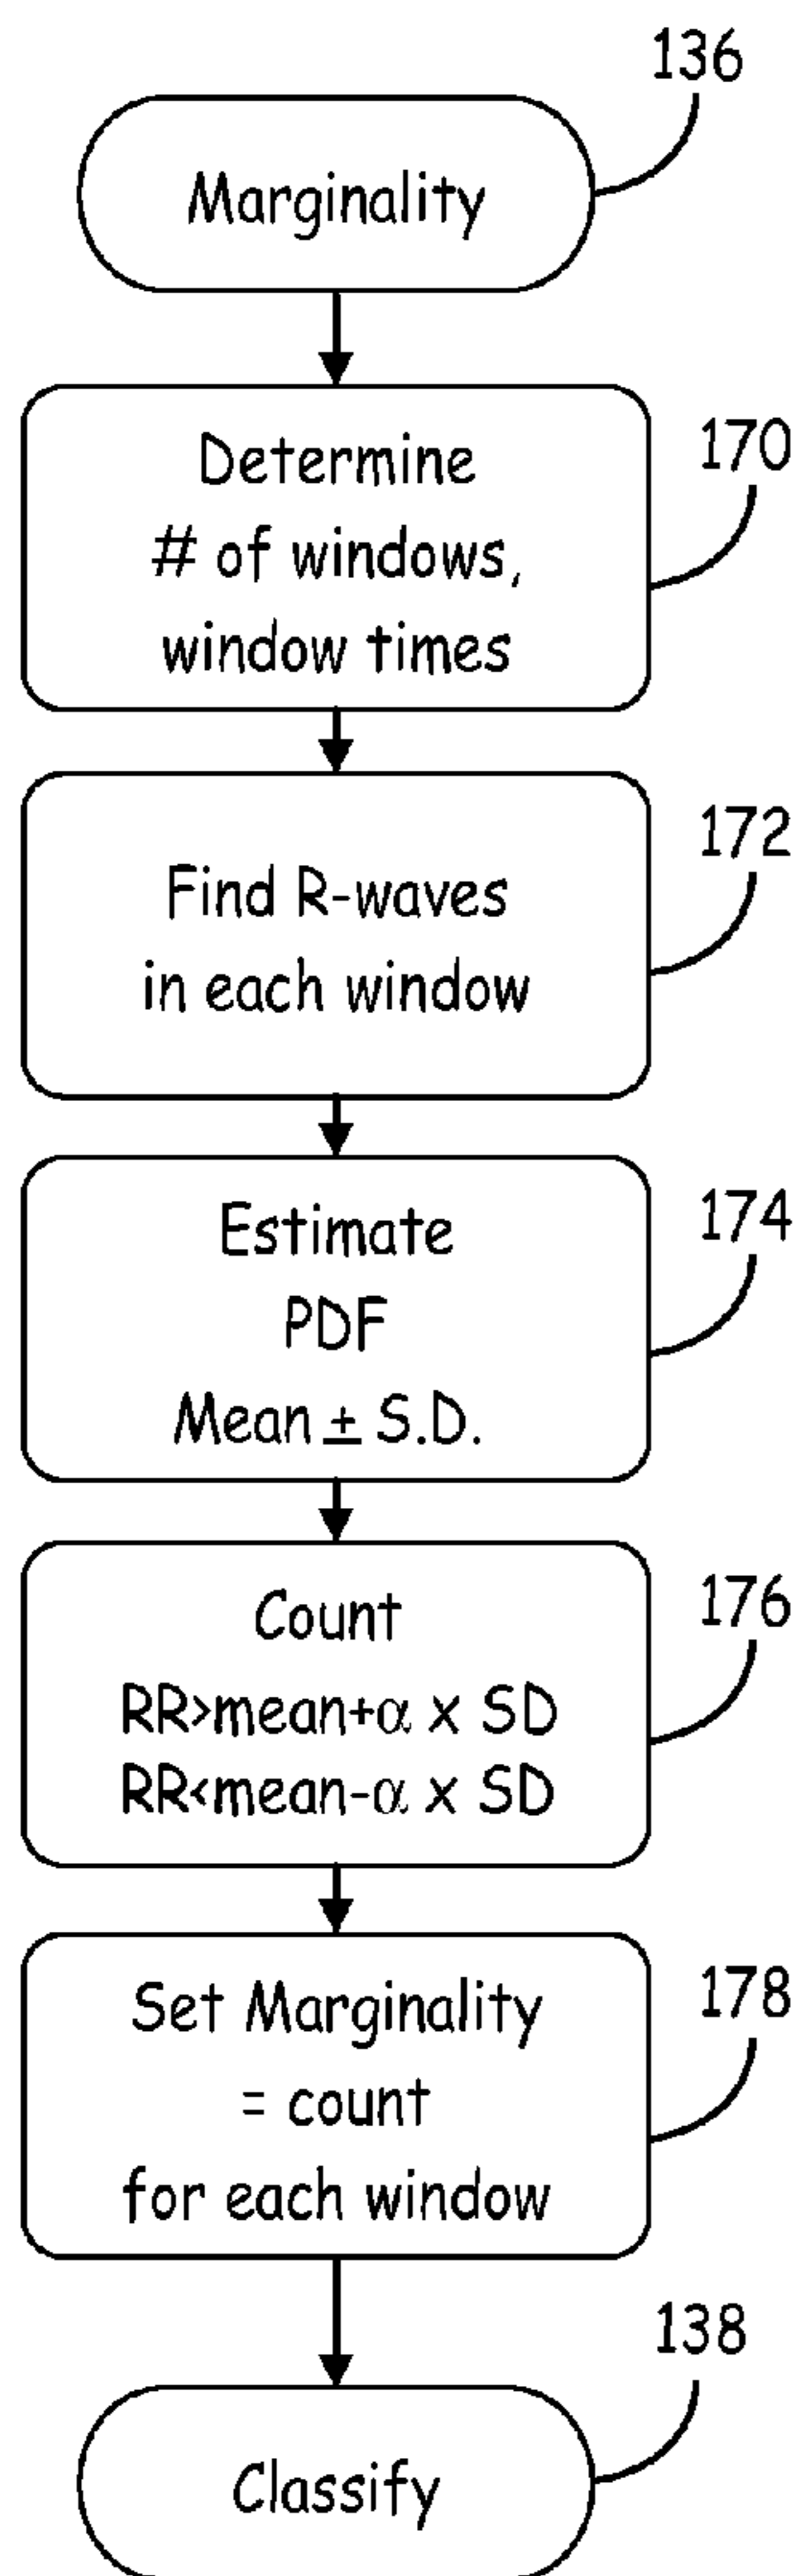 136
Marginality
170
Determine
# of windows,
window times
172
Find R-waves
in each window
174
Estimate
PDF
Mean ± S.D.
176
Count
RR>mean+α x SD
RR<mean-α x SD
178
Set Marginality
= count
for each window
138
Classify